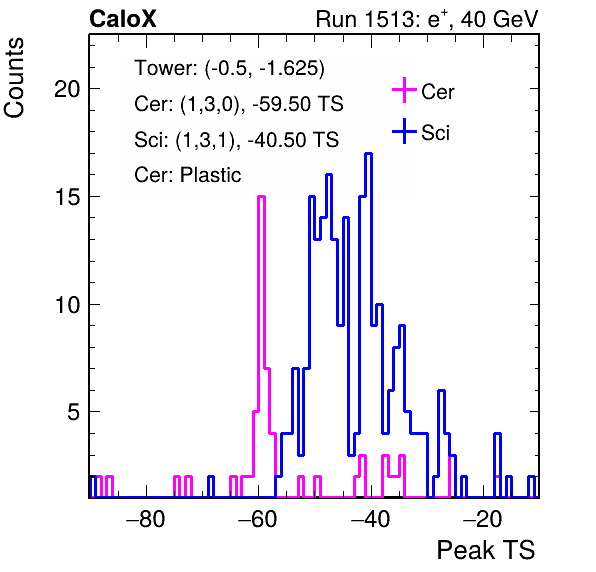 CaloX Run 1513: e⁺, 40 GeV
Counts
Tower: (-0.5, -1.625)
Cer: (1,3,0), -59.50 TS
Sci: (1,3,1), -40.50 TS
Cer: Plastic
Cer
Sci
20
15
10
5
−80 −60 −40 −20
Peak TS